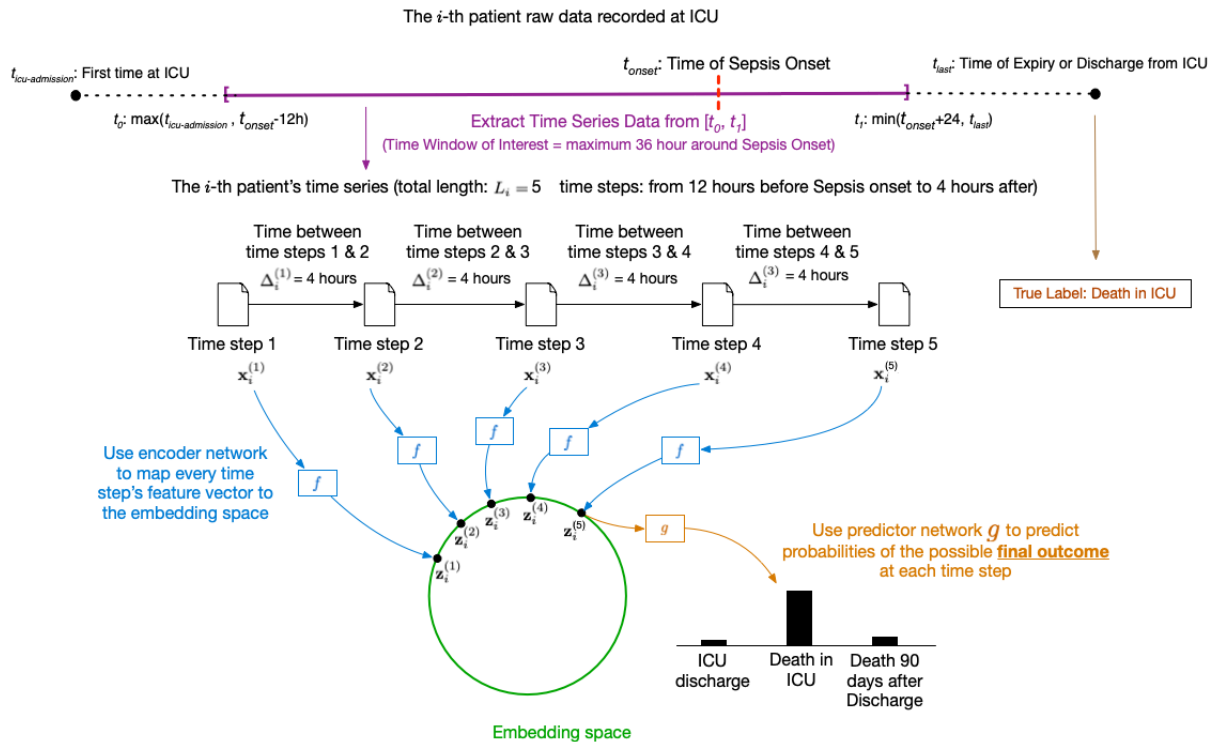 The i-th patient raw data recorded at ICU
t_icu-admission: First time at ICU
t_onset: Time of Sepsis Onset
t_last: Time of Expiry or Discharge from ICU
t_0: max(t_icu-admission , t_onset-12h)
Extract Time Series Data from [t_0, t_1]
t_1: min(t_onset+24, t_last)
(Time Window of Interest = maximum 36 hour around Sepsis Onset)
The i-th patient's time series (total length: L_i = 5 time steps: from 12 hours before Sepsis onset to 4 hours after)
Time between
time steps 1 & 2
Δ_i^(1) = 4 hours
Time between
time steps 2 & 3
Δ_i^(2) = 4 hours
Time between
time steps 3 & 4
Δ_i^(3) = 4 hours
Time between
time steps 4 & 5
Δ_i^(3) = 4 hours
True Label: Death in ICU
Time step 1
x_i^(1)
Time step 2
x_i^(2)
Time step 3
x_i^(3)
Time step 4
x_i^(4)
Time step 5
x_i^(5)
Use encoder network
to map every time
step's feature vector to
the embedding space
f
f
f
f
f
z_i^(1)
z_i^(2)
z_i^(3)
z_i^(4)
z_i^(5)
g
Use predictor network g to predict
probabilities of the possible final outcome
at each time step
ICU
discharge
Death in
ICU
Death 90
days after
Discharge
Embedding space